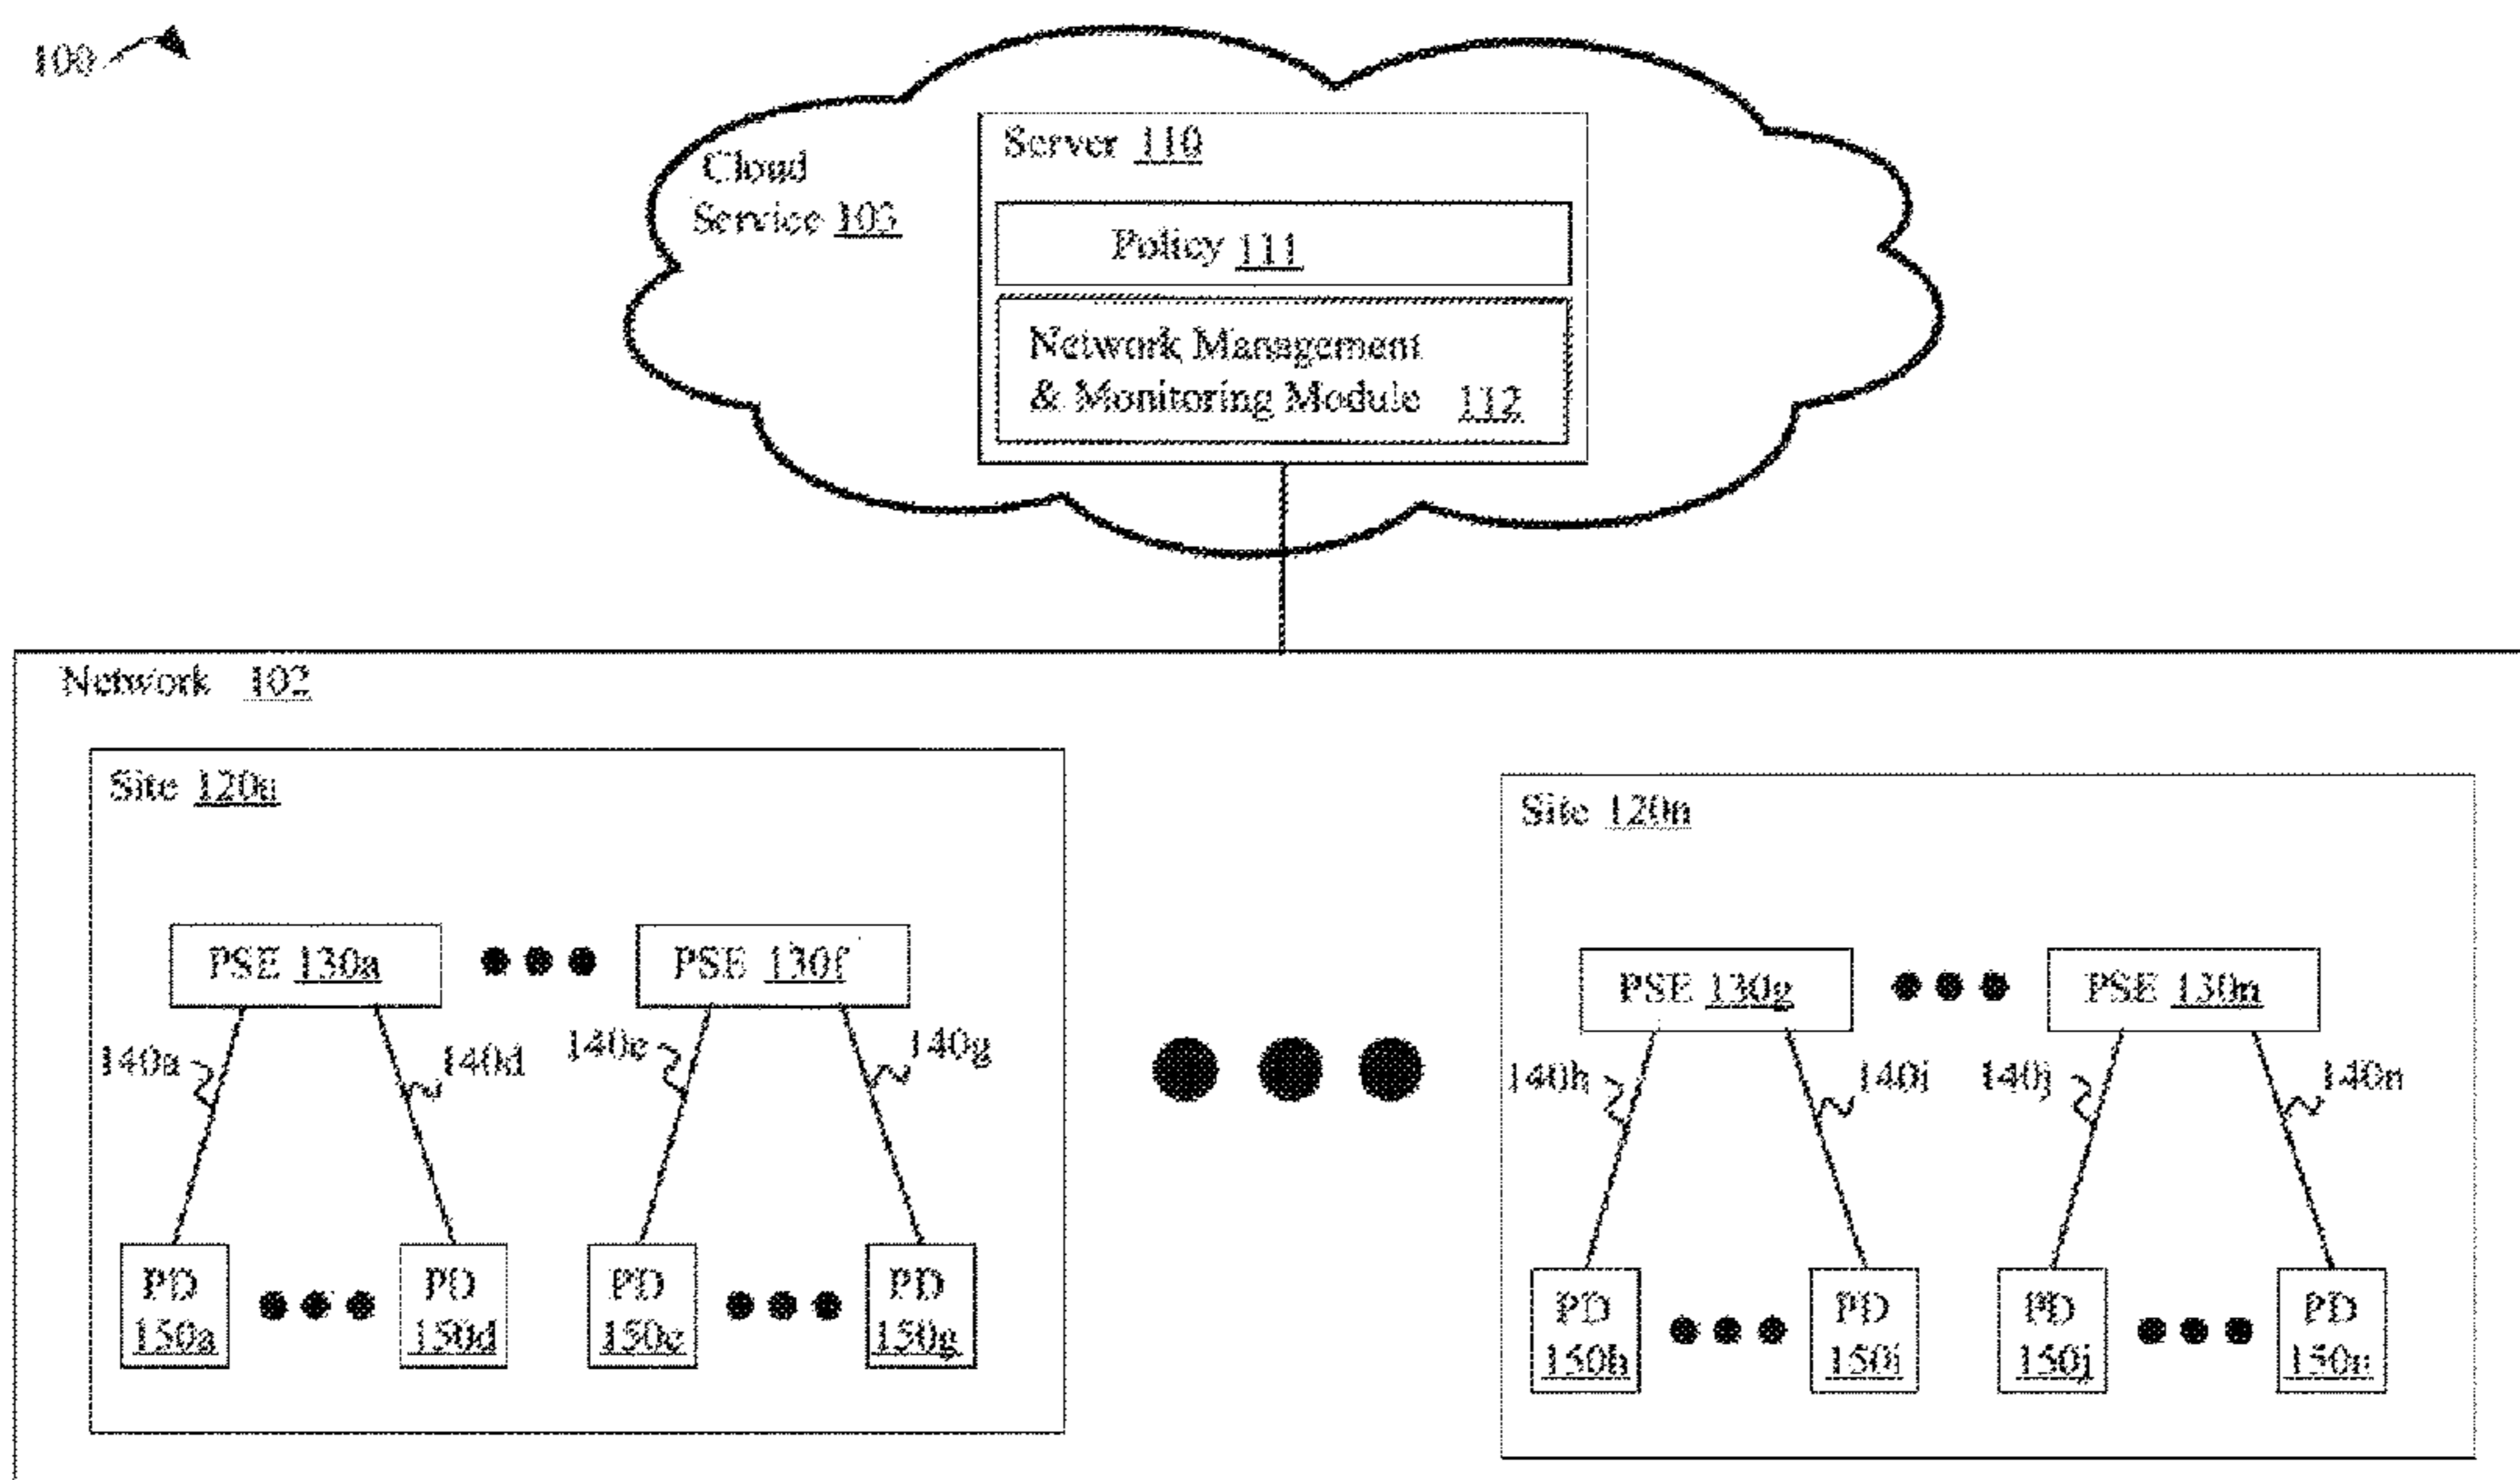 100
Cloud
Service 103
Server 110
Policy 111
Network Management
& Monitoring Module 112
Network 102
Site 120a
Site 120n
PSE 130a
PSE 130f
PSE 130g
PSE 130n
140a
140d
140e
140g
140h
140i
140j
140n
PD
150a
PD
150d
PD
150e
PD
150g
PD
150h
PD
150i
PD
150j
PD
150n